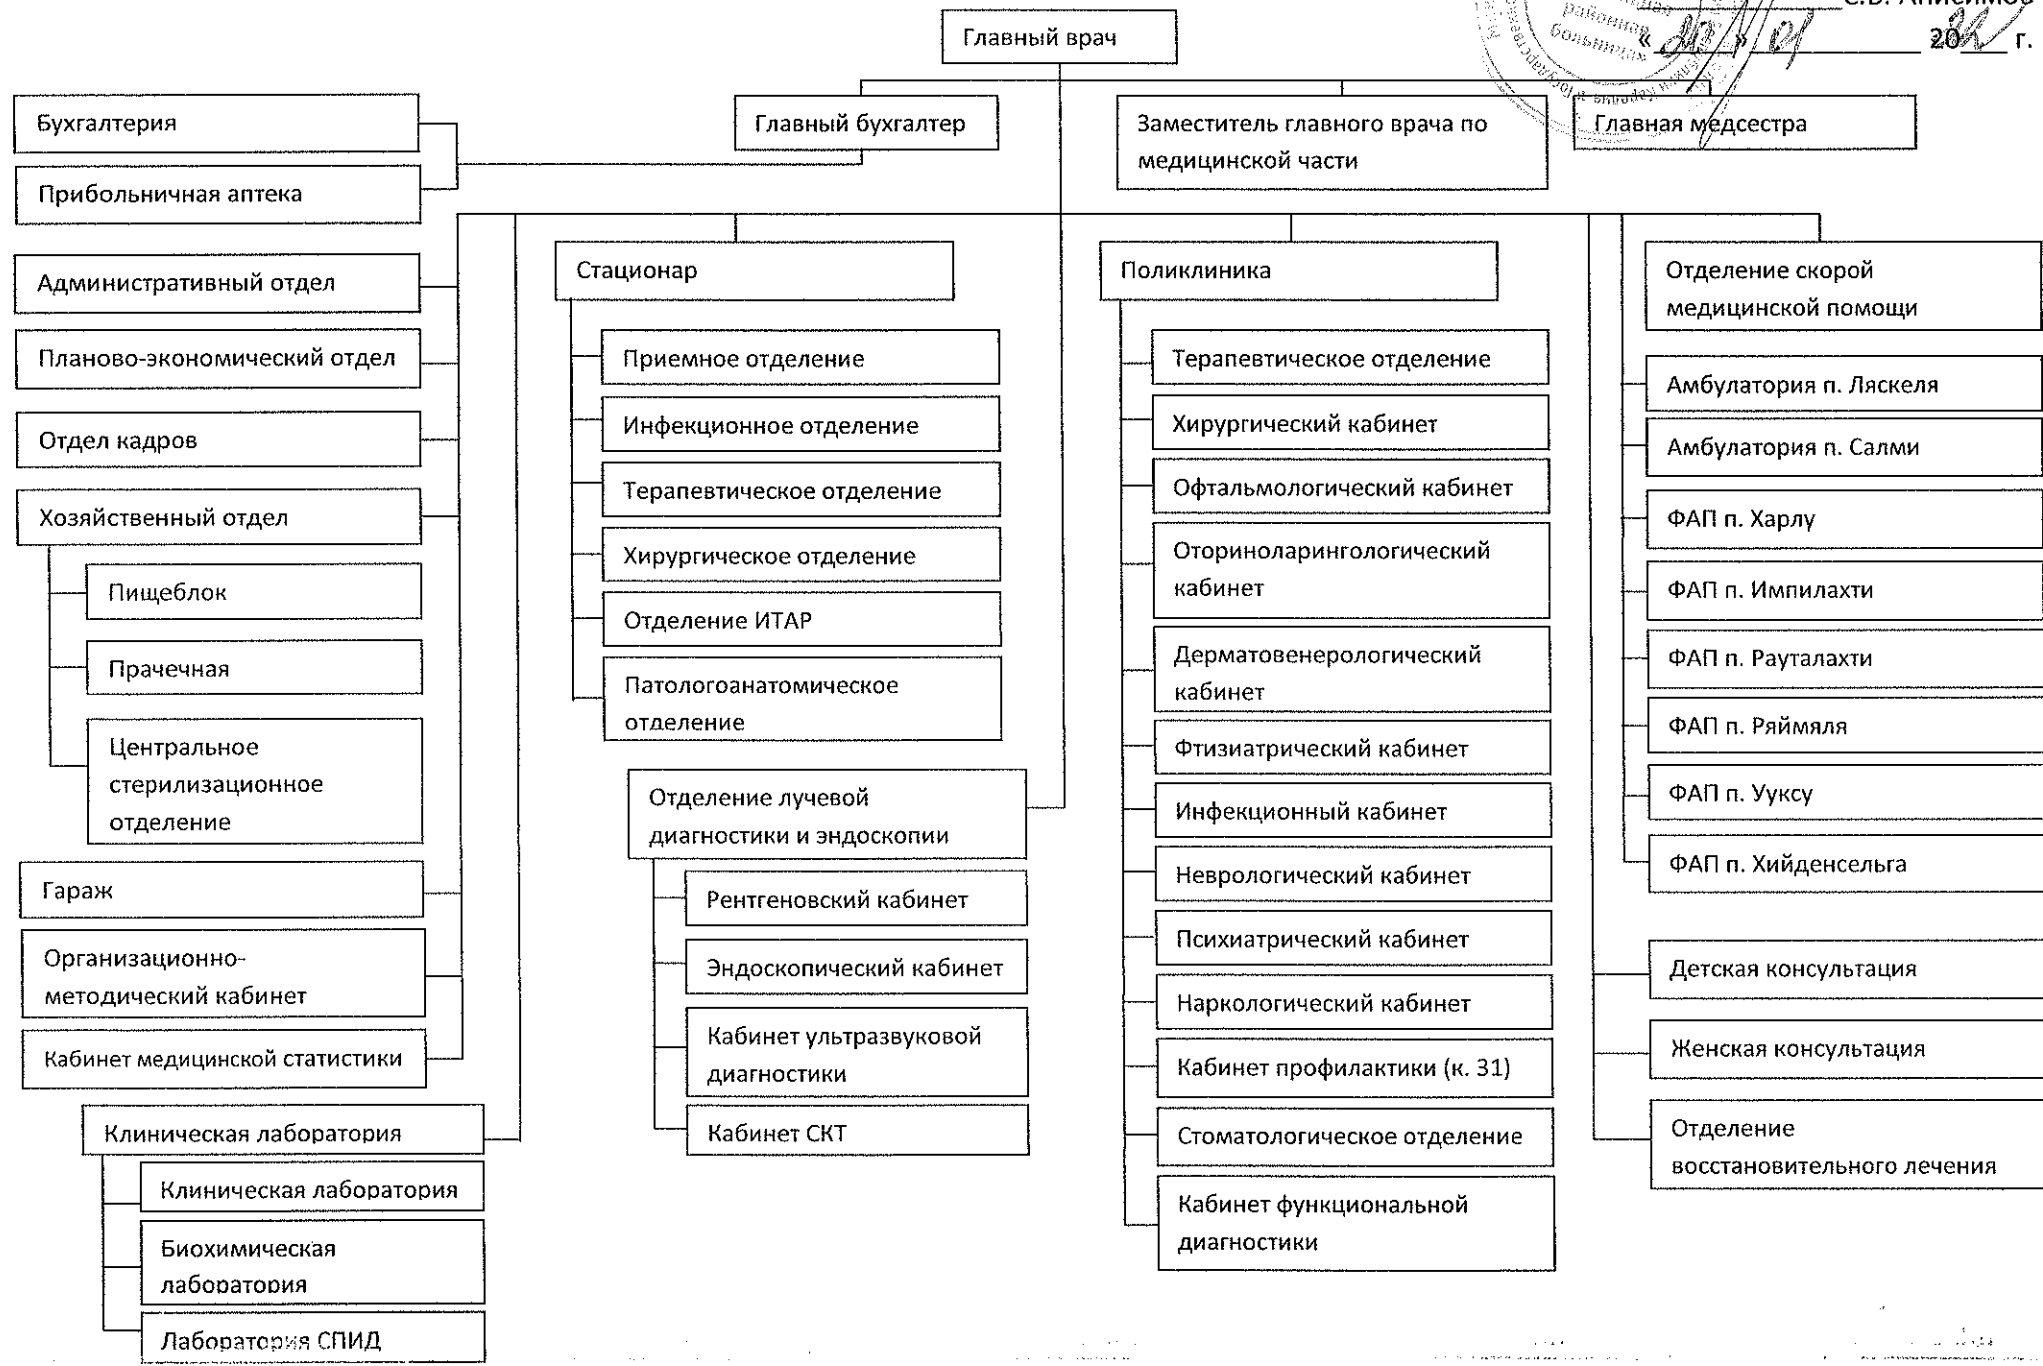 Главный врач
С.В. Анисимов
20 г.
районная
больница»
Бухгалтерия
Прибольничная аптека
Главный бухгалтер
Заместитель главного врача по
медицинской части
Главная медсестра
Административный отдел
Планово-экономический отдел
Отдел кадров
Хозяйственный отдел
Пищеблок
Прачечная
Центральное
стерилизационное
отделение
Гараж
Организационно-
методический кабинет
Кабинет медицинской статистики
Клиническая лаборатория
Клиническая лаборатория
Биохимическая
лаборатория
Лаборатория СПИД
Стационар
Приемное отделение
Инфекционное отделение
Терапевтическое отделение
Хирургическое отделение
Отделение ИТАР
Патологоанатомическое
отделение
Отделение лучевой
диагностики и эндоскопии
Рентгеновский кабинет
Эндоскопический кабинет
Кабинет ультразвуковой
диагностики
Кабинет СКТ
Поликлиника
Терапевтическое отделение
Хирургический кабинет
Офтальмологический кабинет
Оториноларингологический
кабинет
Дерматовенерологический
кабинет
Фтизиатрический кабинет
Инфекционный кабинет
Неврологический кабинет
Психиатрический кабинет
Наркологический кабинет
Кабинет профилактики (к. 31)
Стоматологическое отделение
Кабинет функциональной
диагностики
Отделение скорой
медицинской помощи
Амбулатория п. Ляскеля
Амбулатория п. Салми
ФАП п. Харлу
ФАП п. Импилахти
ФАП п. Рауталахти
ФАП п. Ряймяля
ФАП п. Ууксу
ФАП п. Хийденсельга
Детская консультация
Женская консультация
Отделение
восстановительного лечения